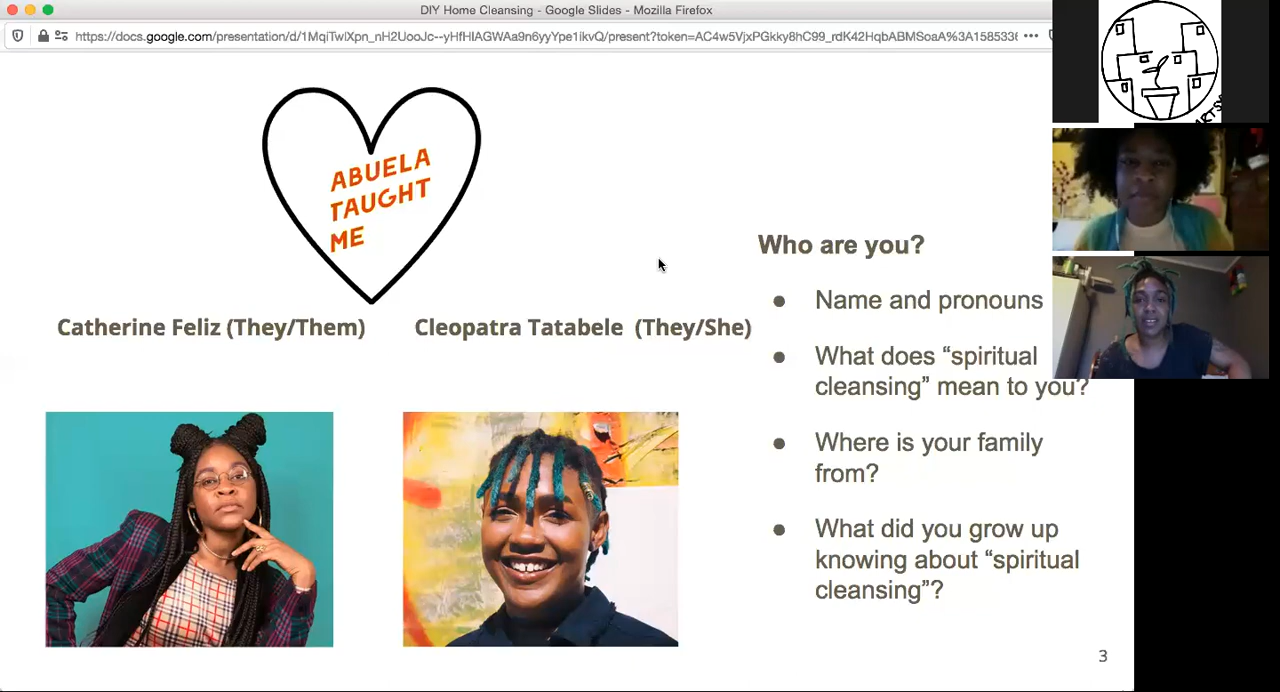 DIY Home Cleansing - Google Slides - Mozilla Firefox
ABUELA
TAUGHT
ME
Catherine Feliz (They/Them)
Cleopatra Tatabele (They/She)
Who are you?
● Name and pronouns
● What does “spiritual
cleansing” mean to you?
● Where is your family
from?
● What did you grow up
knowing about “spiritual
cleansing”?
3